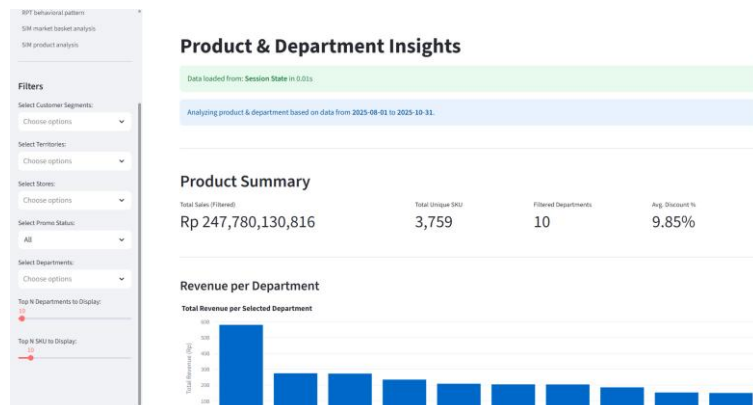 RPT behavioral pattern
SIM market basket analysis
SIM product analysis
Filters
Select Customer Segments:
Choose options
Select Territories:
Choose options
Select Stores:
Choose options
Select Promo Status:
All
Select Departments:
Choose options
Top N Departments to Display:
10
Top N SKU to Display:
10
Product & Department Insights
Data loaded from: Session State in 0.01s
Analyzing product & department based on data from 2025-08-01 to 2025-10-31.
Product Summary
Total Sales (Filtered)
Rp 247,780,130,816
Total Unique SKU
3,759
Filtered Departments
10
Avg. Discount %
9.85%
Revenue per Department
Total Revenue per Selected Department
Total Revenue (Rp)